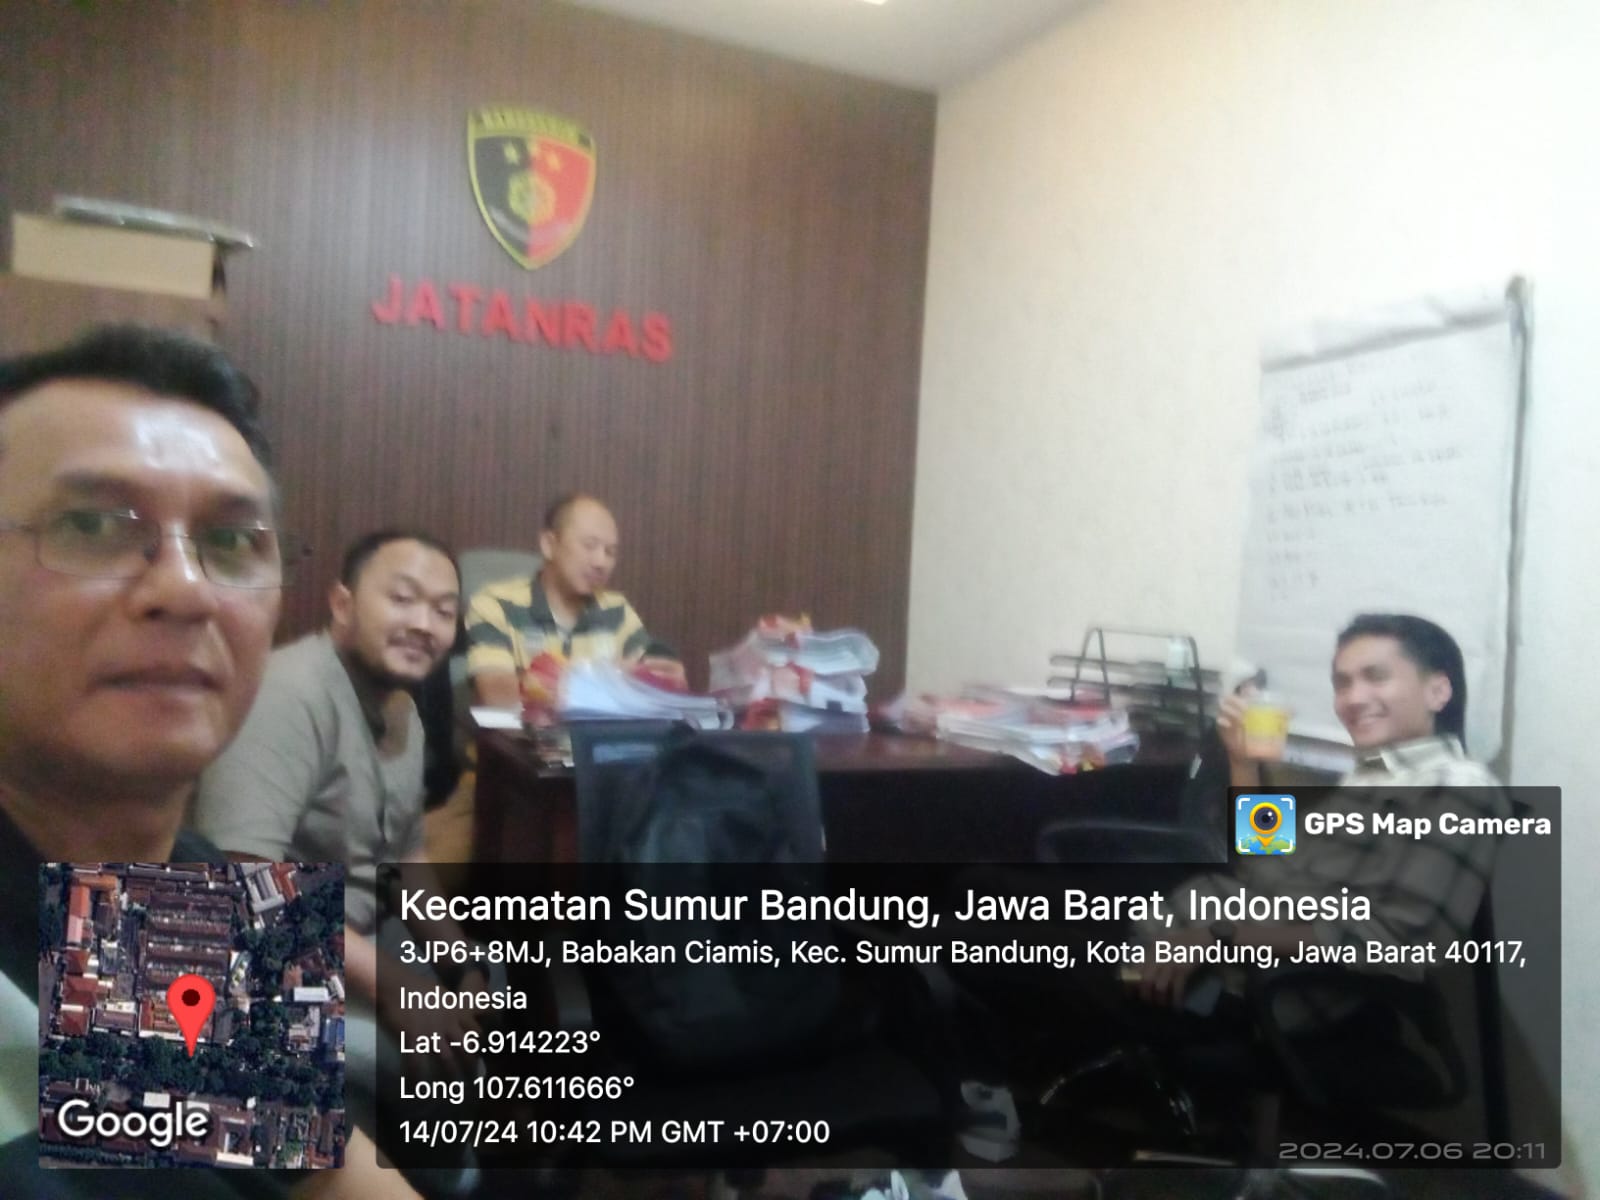 JATANRAS
GPS Map Camera
Kecamatan Sumur Bandung, Jawa Barat, Indonesia
3JP6+8MJ, Babakan Ciamis, Kec. Sumur Bandung, Kota Bandung, Jawa Barat 40117,
Indonesia
Lat -6.914223°
Long 107.611666°
14/07/24 10:42 PM GMT +07:00
Google
2024.07.06 20:11